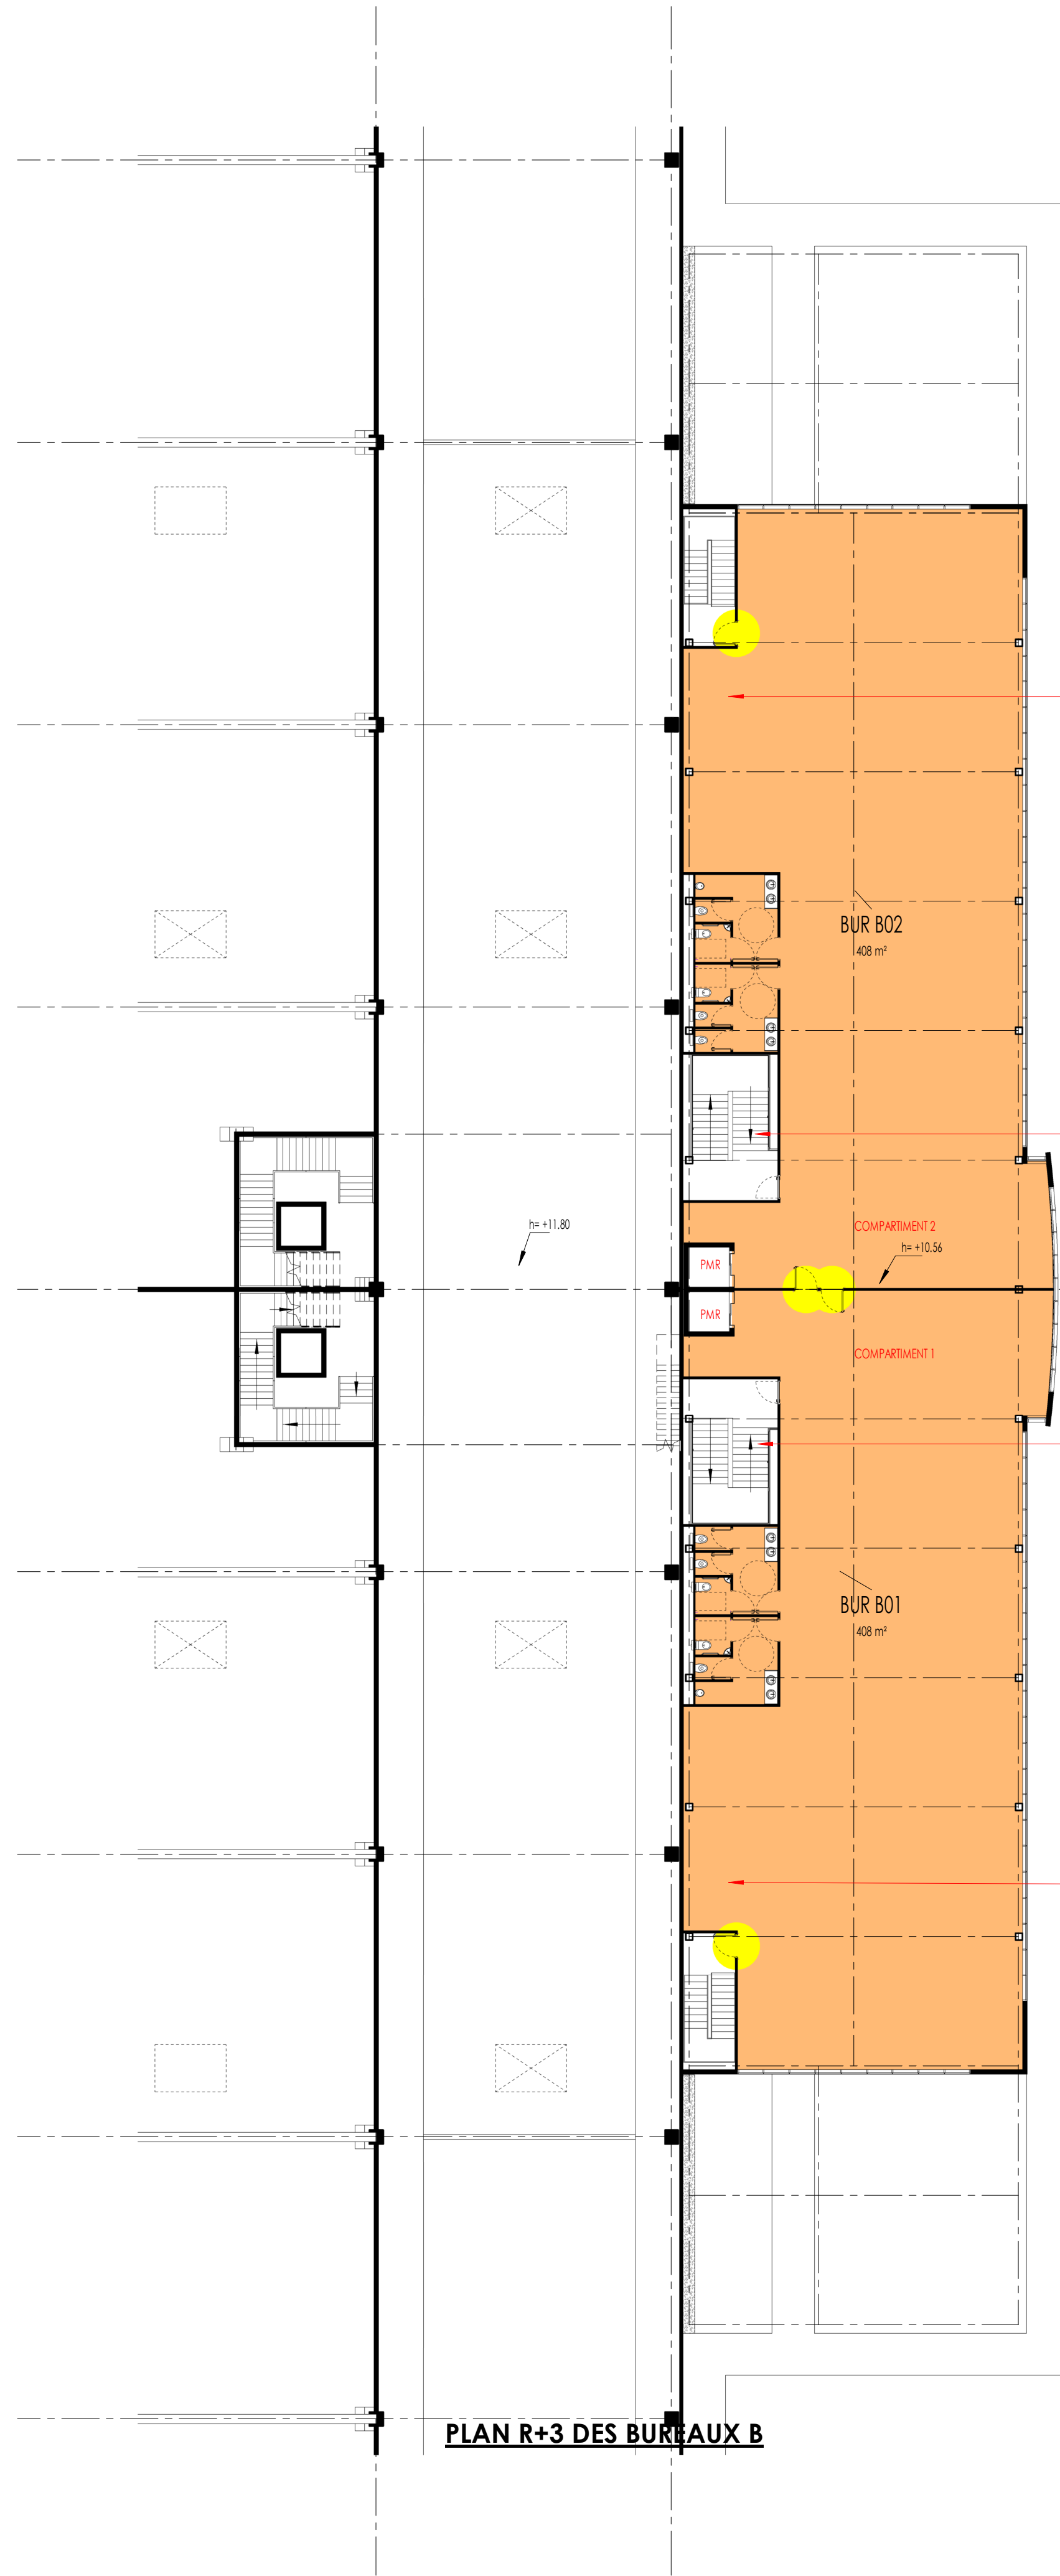 BUR B02
408 m²
COMPARTIMENT 2
h= +11.80
h= +10.56
PMR
PMR
COMPARTIMENT 1
BUR B01
408 m²
PLAN R+3 DES BUREAUX B